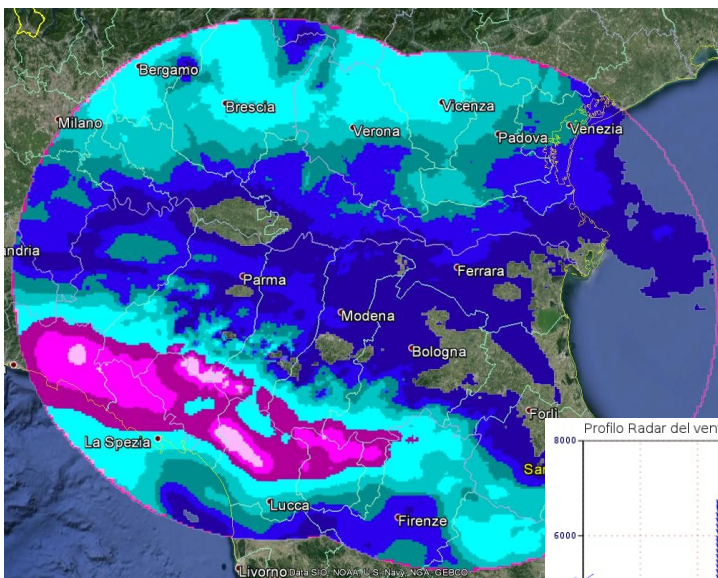 Bergamo
Brescia
Vicenza
Milano
Verona
Padova
Venezia
andria
Parma
Ferrara
Modena
Bologna
Forlì
Profilo Radar del ven
8000
La Spezia
Sar
Lucca
Firenze
6000
Livorno
Data SIO, NOAA, U.S. Navy, NGA, GEBCO